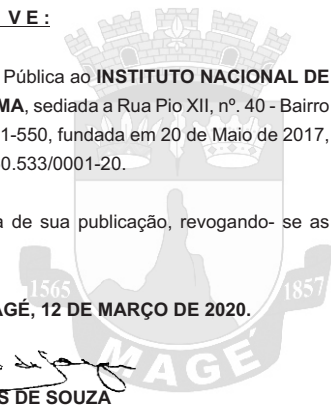 V E :
Pública ao INSTITUTO NACIONAL DE
MA, sediada a Rua Pio XII, nº. 40 - Bairro
1-550, fundada em 20 de Maio de 2017,
0.533/0001-20.
a de sua publicação, revogando- se as
1565
1857
AGÉ, 12 DE MARÇO DE 2020.
MAGÉ
S DE SOUZA